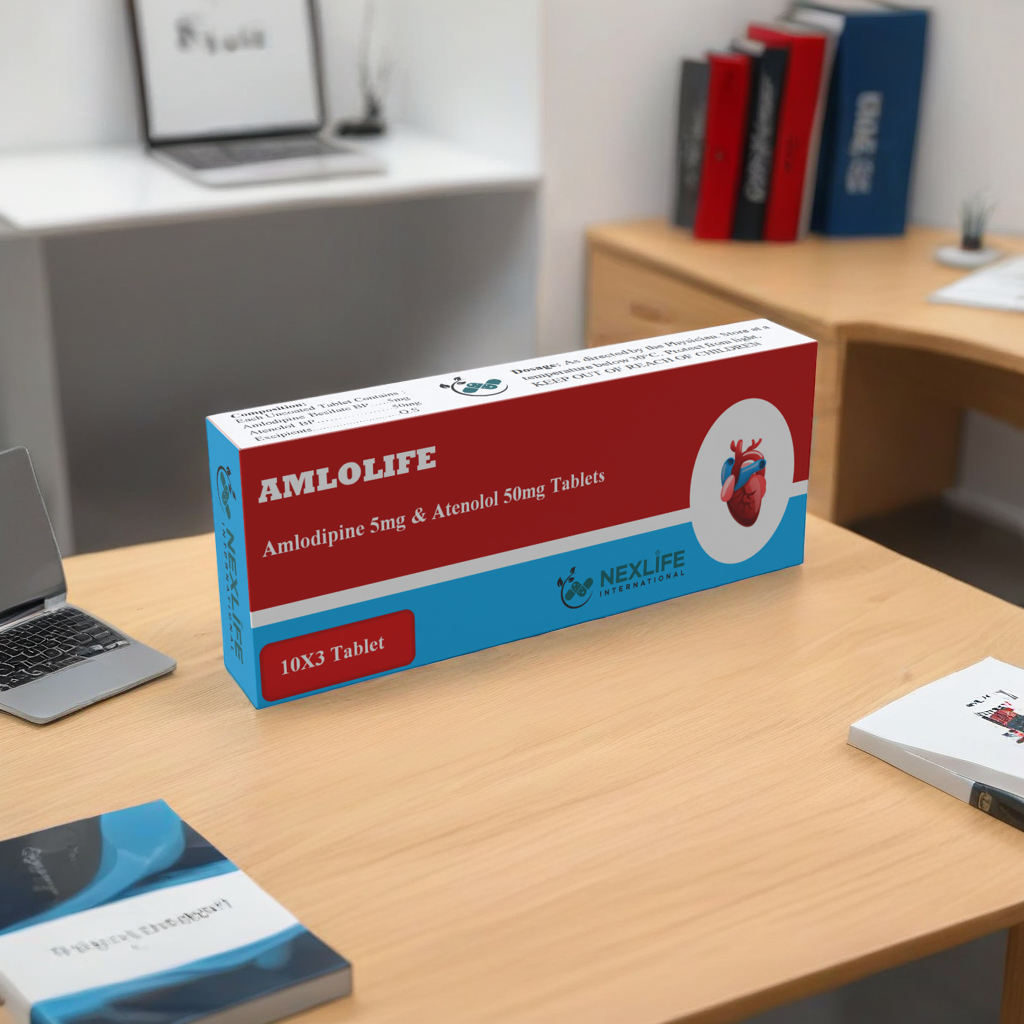 Composition:
Each Uncoated Tablet Contains :
Amlodipine Besilate BP ......5mg
Atenolol BP....................50mg
Excipients......................Q.S
Dosage: As directed by the Physician. Store at a
temperature below 30°C . Protect from light.
KEEP OUT OF REACH OF CHILDREN
AMLOLIFE
Amlodipine 5mg & Atenolol 50mg Tablets
NEXLIFE
INTERNATIONAL
10X3 Tablet
NEXLIFE
INTERNATIONAL